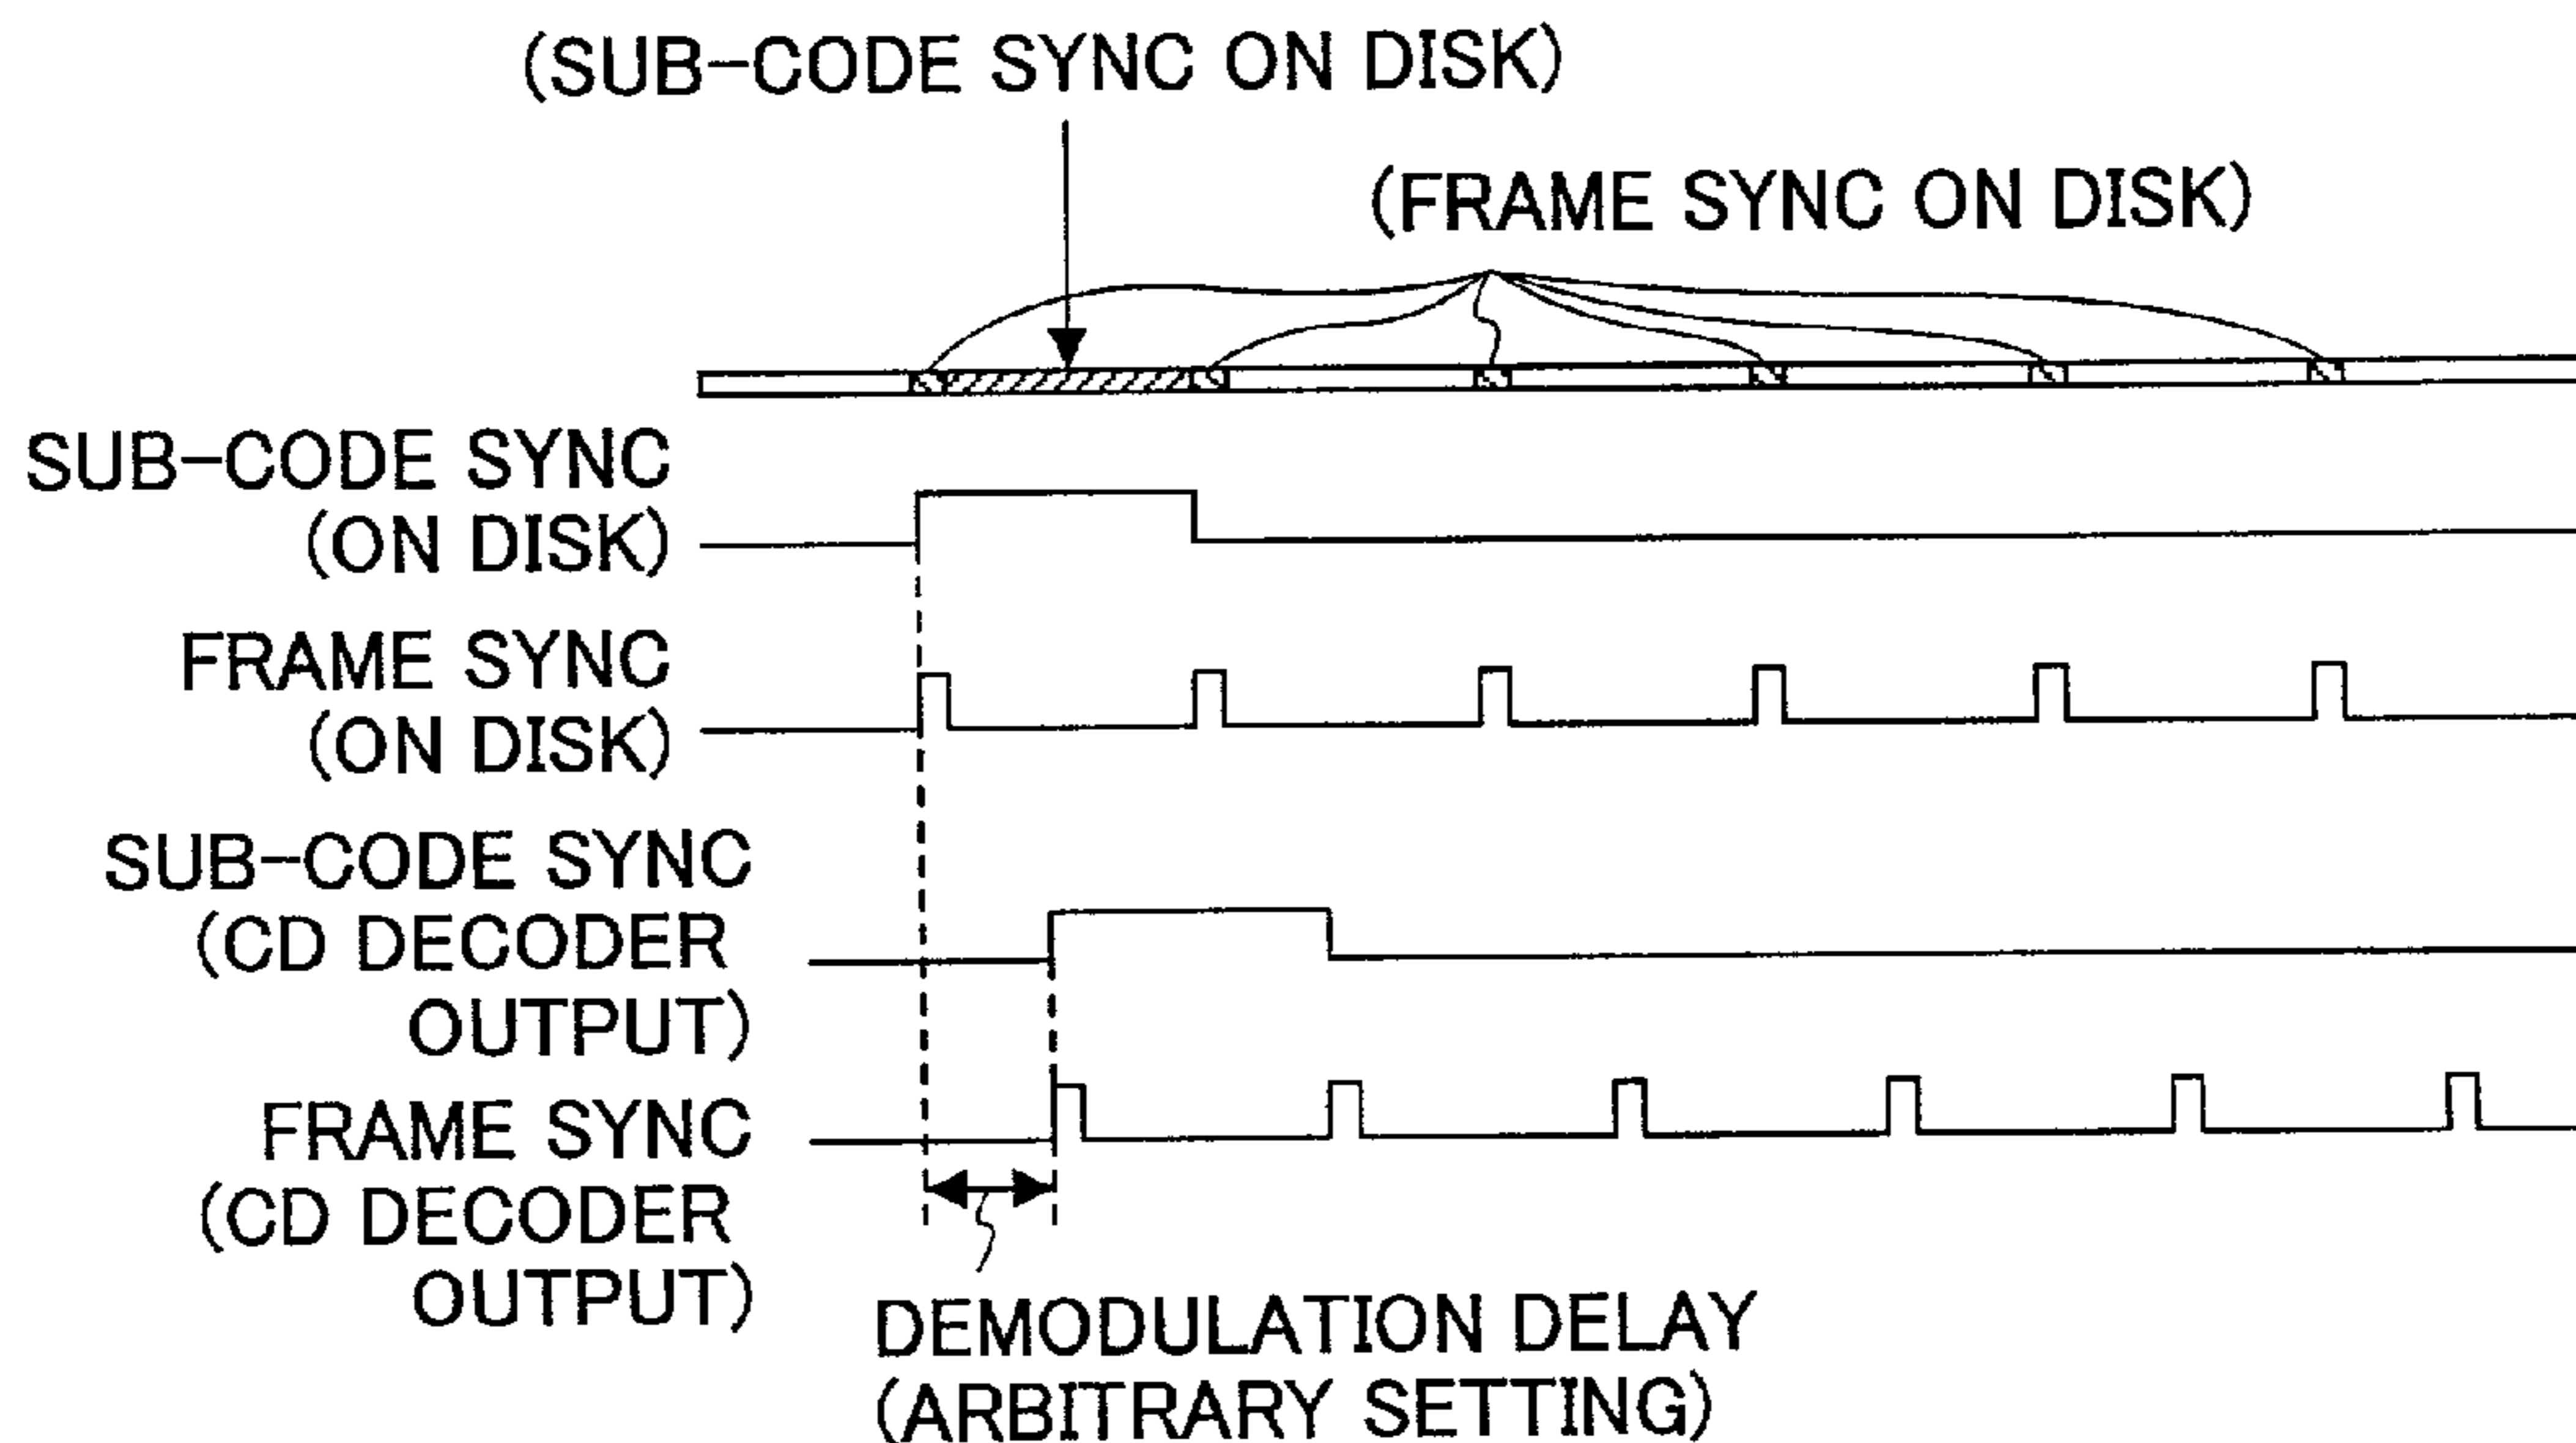 (SUB-CODE SYNC ON DISK)
(FRAME SYNC ON DISK)
SUB-CODE SYNC
(ON DISK)
FRAME SYNC
(ON DISK)
SUB-CODE SYNC
(CD DECODER
OUTPUT)
FRAME SYNC
(CD DECODER
OUTPUT)
DEMODULATION DELAY
(ARBITRARY SETTING)